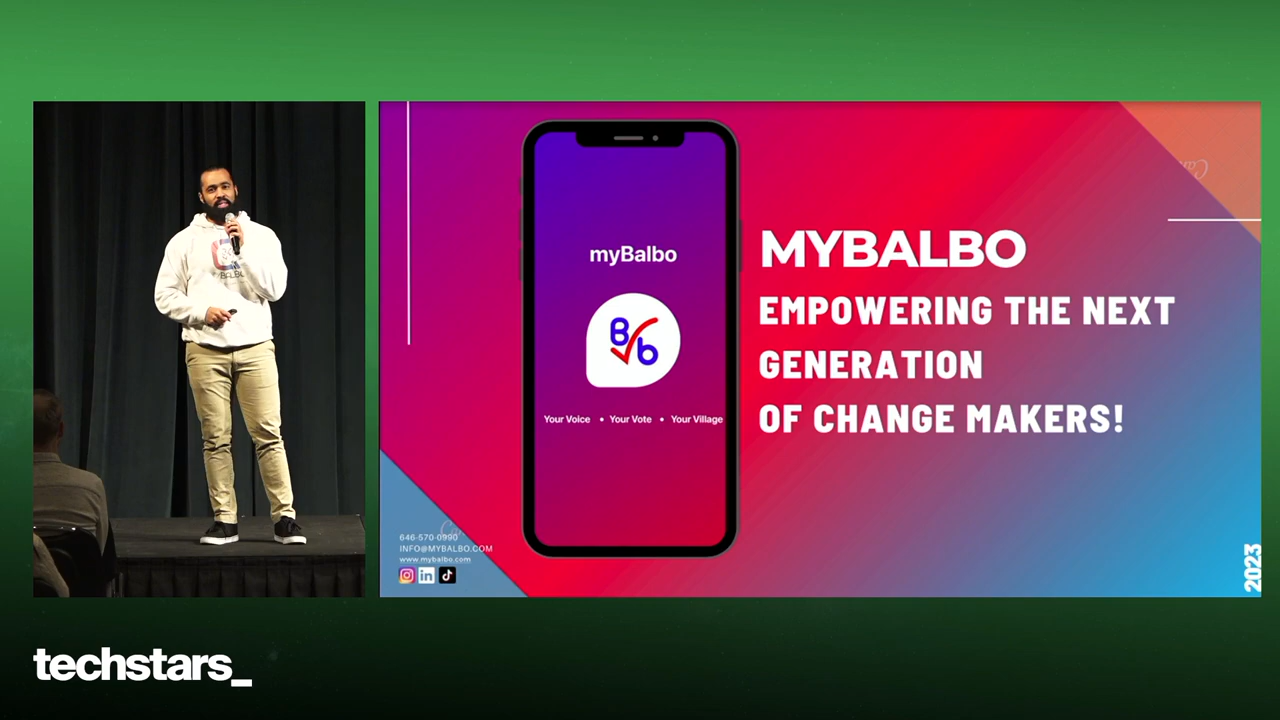 myBalbo
Your Voice • Your Vote • Your Village
MYBALBO
EMPOWERING THE NEXT
GENERATION
OF CHANGE MAKERS!
646-570-0990
INFO@MYBALBO.COM
www.mybalbo.com
2023
techstars_